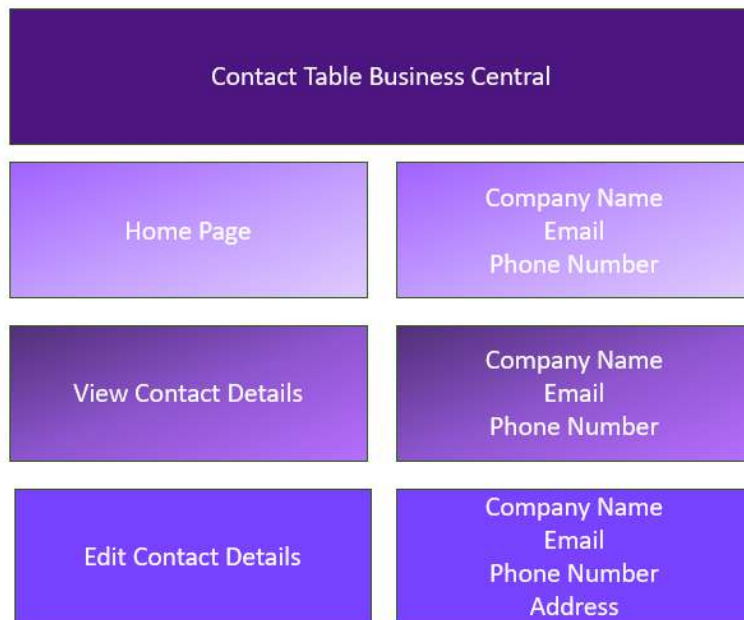 Contact Table Business Central
Home Page
Company Name
Email
Phone Number
View Contact Details
Company Name
Email
Phone Number
Edit Contact Details
Company Name
Email
Phone Number
Address